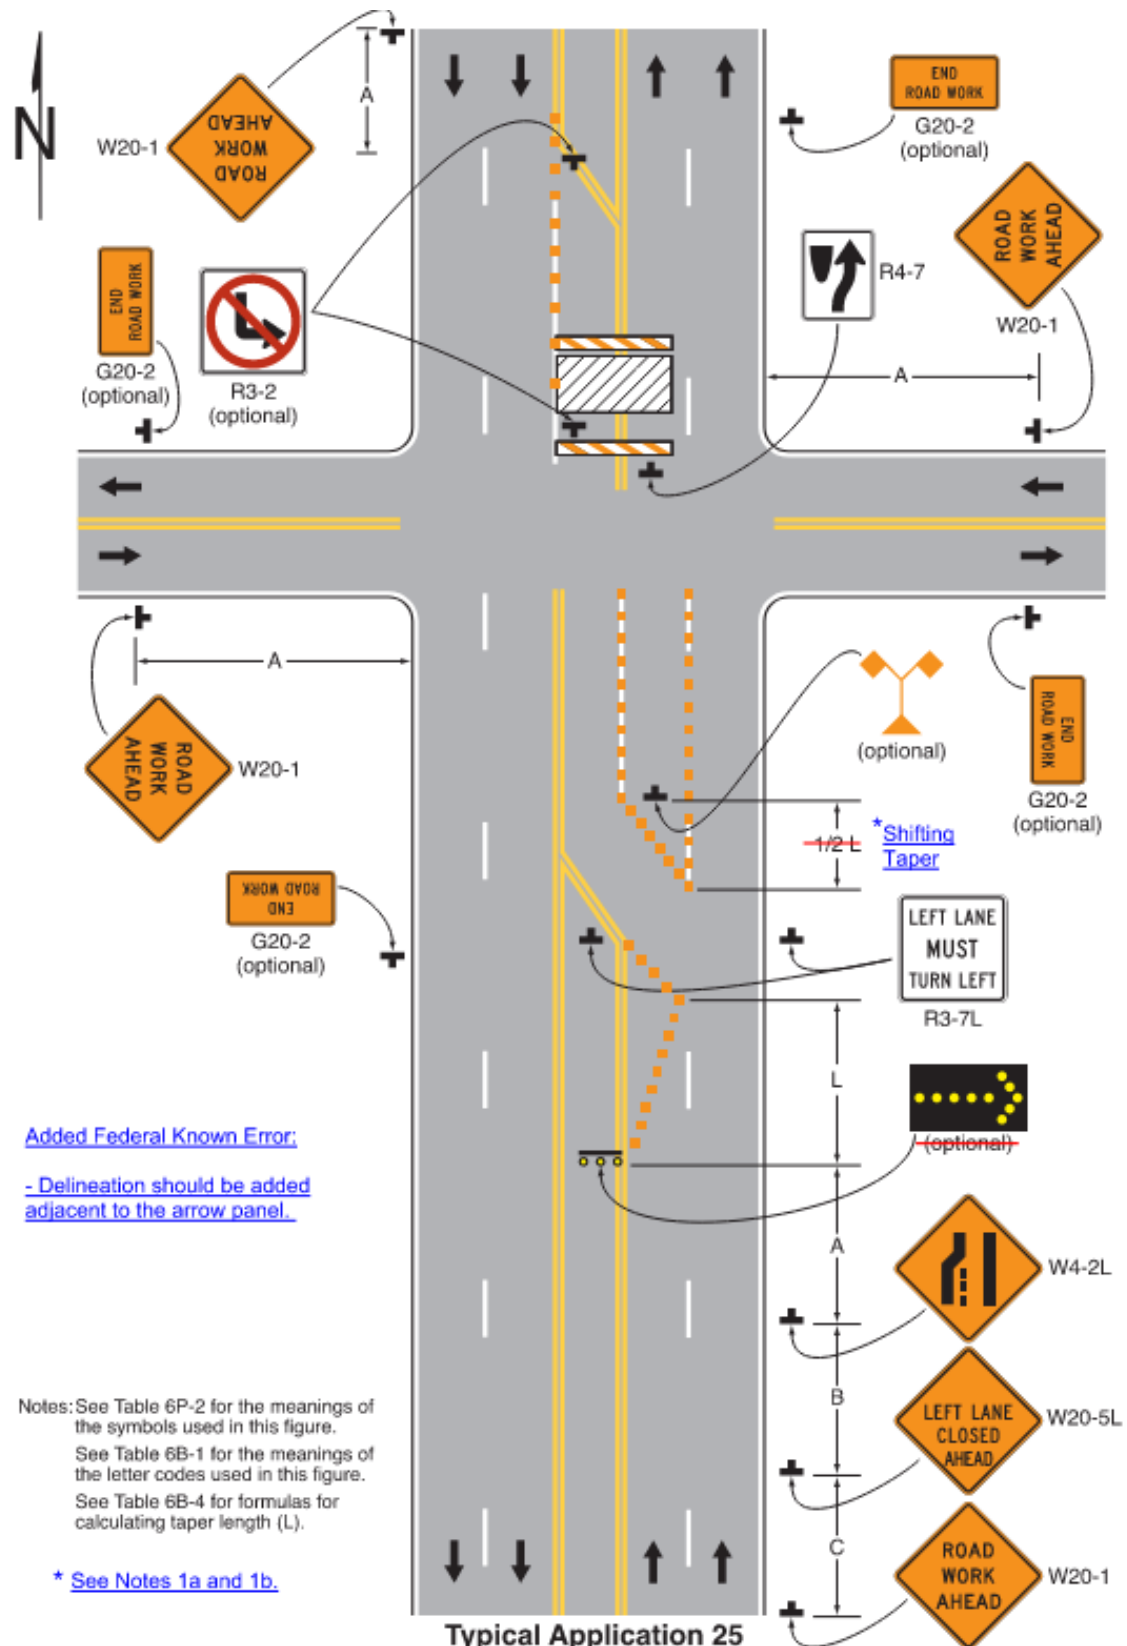 N
W20-1
ROAD
WORK
AHEAD
A
END
ROAD WORK
G20-2
(optional)
ROAD
WORK
AHEAD
W20-1
R4-7
END
ROAD WORK
G20-2
(optional)
R3-2
(optional)
A
A
ROAD
WORK
AHEAD
W20-1
(optional)
END
ROAD WORK
G20-2
(optional)
1/2 L
* Shifting
Taper
END
ROAD WORK
G20-2
(optional)
LEFT LANE
MUST
TURN LEFT
R3-7L
L
(optional)
Added Federal Known Error:
- Delineation should be added
adjacent to the arrow panel.
A
W4-2L
B
LEFT LANE
CLOSED
AHEAD
W20-5L
C
ROAD
WORK
AHEAD
W20-1
Notes: See Table 6P-2 for the meanings of
the symbols used in this figure.
See Table 6B-1 for the meanings of
the letter codes used in this figure.
See Table 6B-4 for formulas for
calculating taper length (L).
* See Notes 1a and 1b.
Typical Application 25